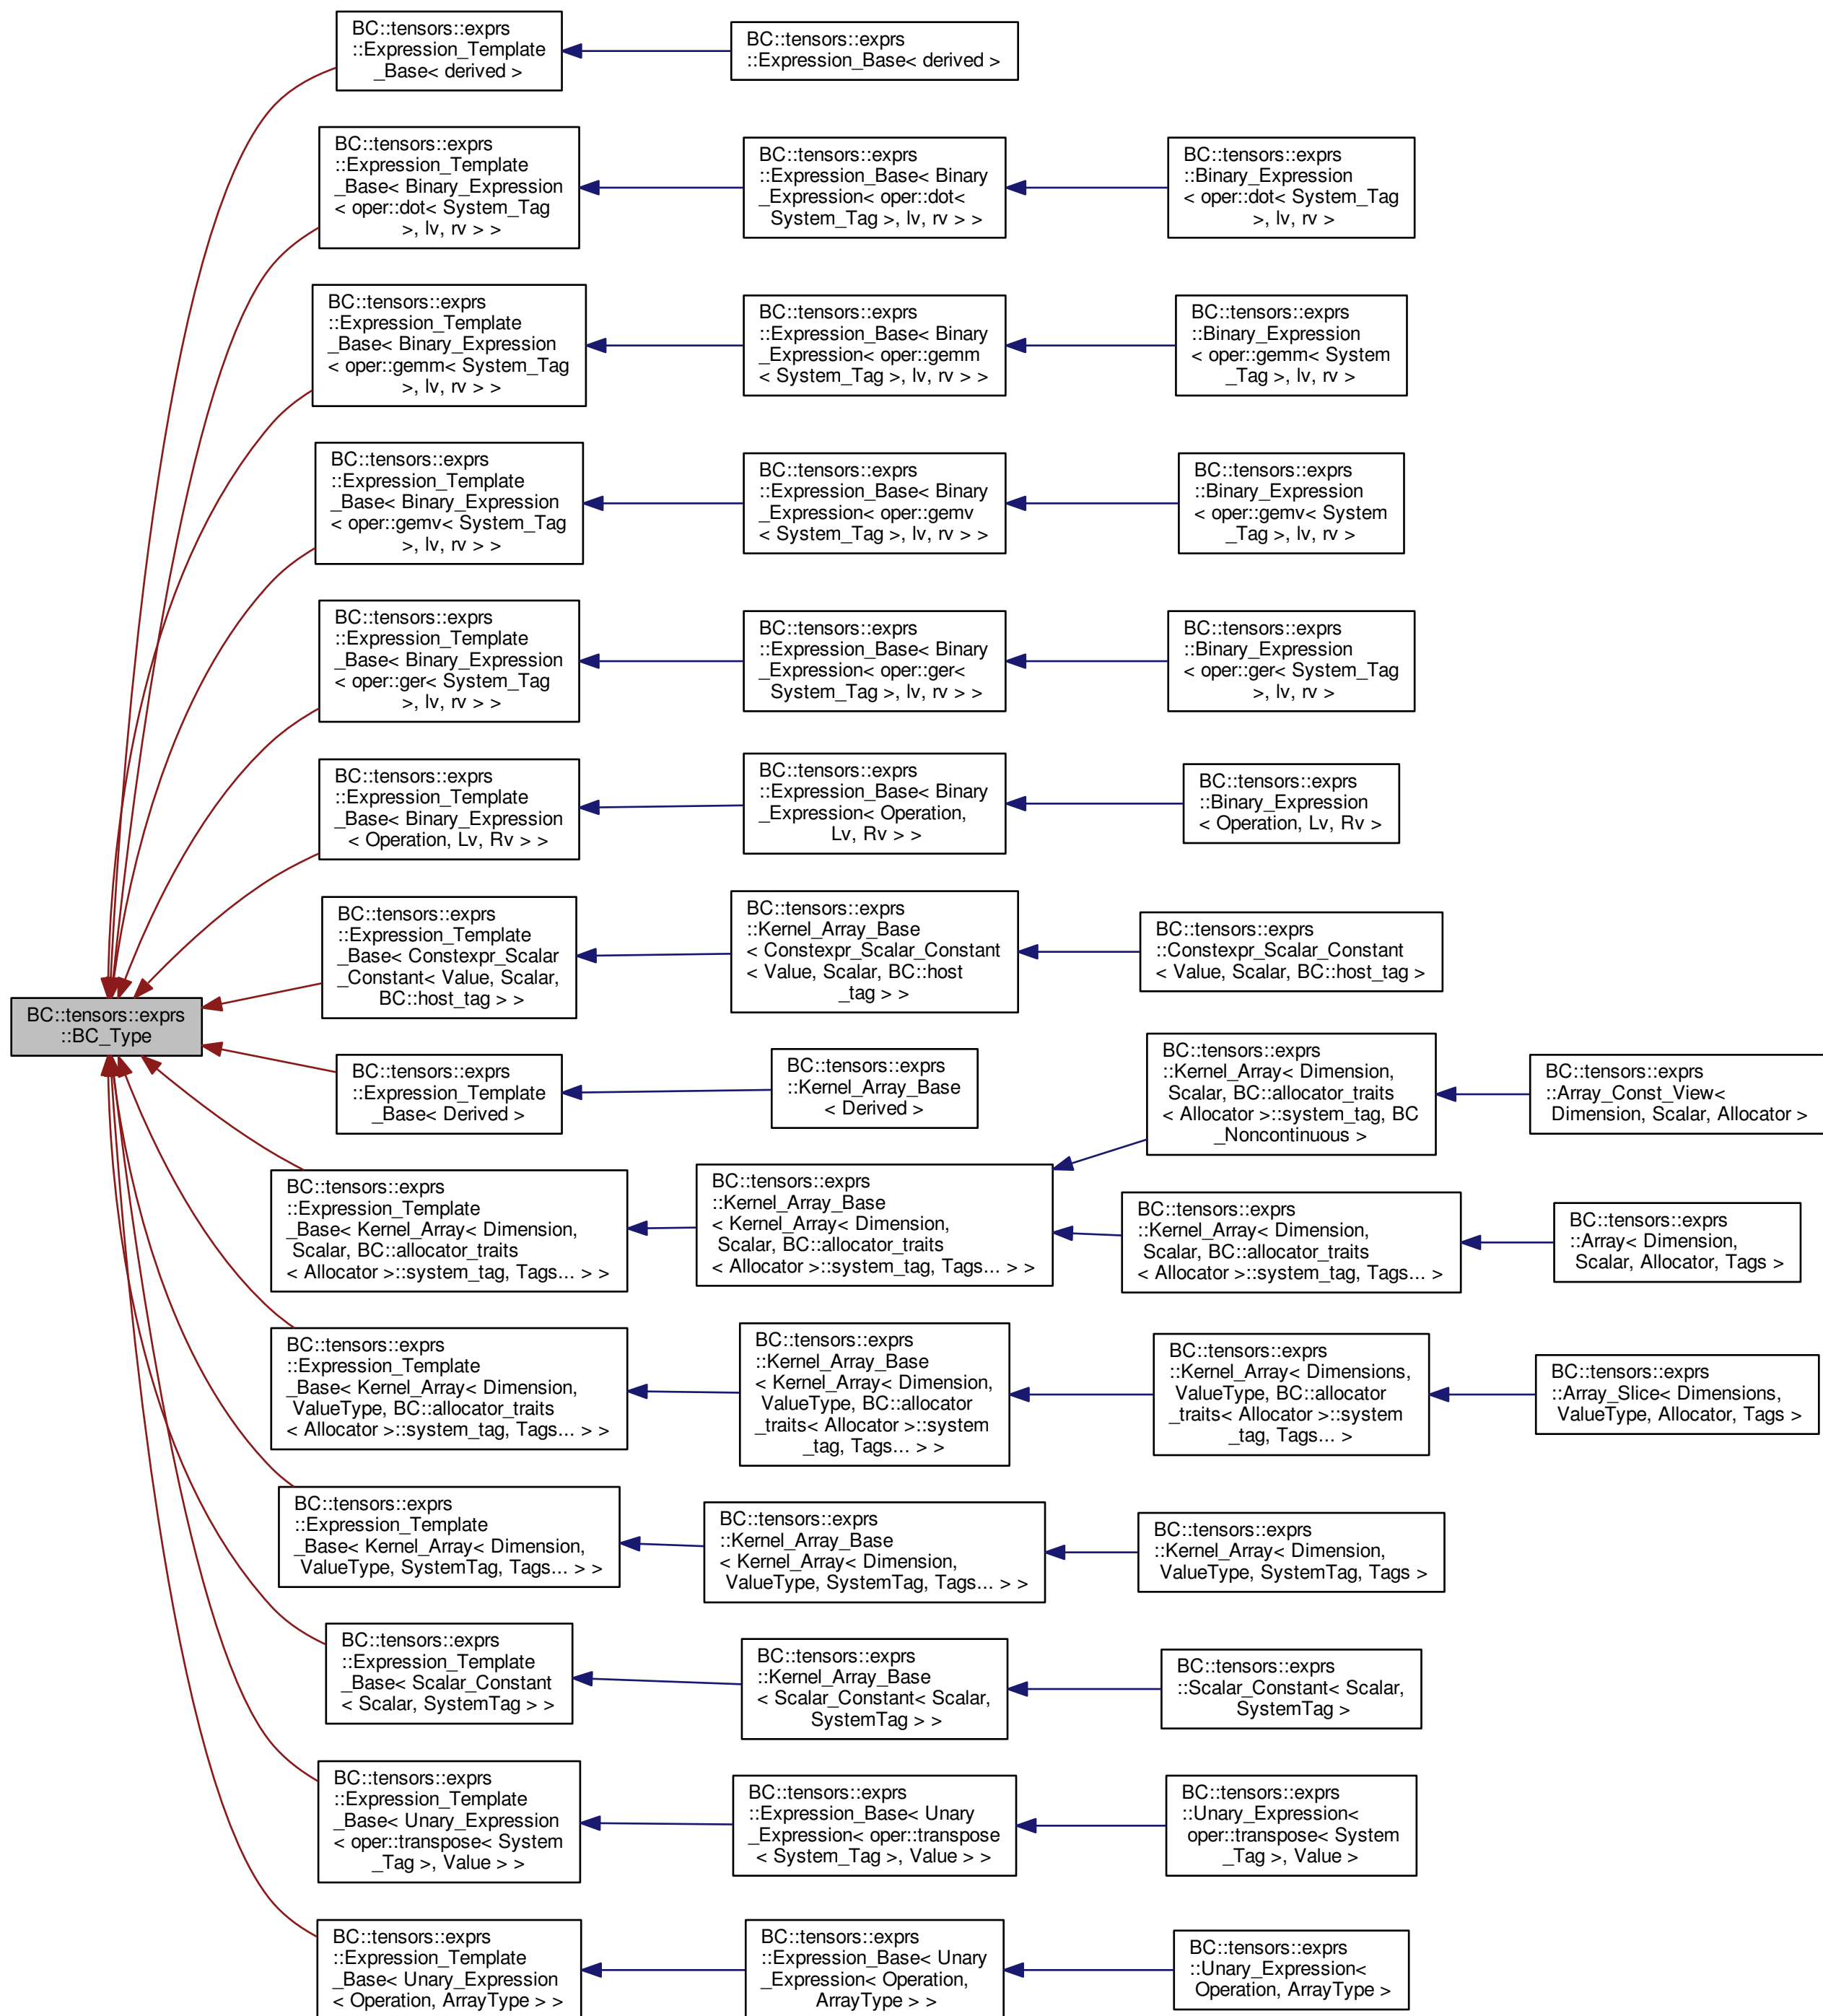 BC::tensors::exprs
::BC_Type
BC::tensors::exprs
::Expression_Template
_Base< derived >
BC::tensors::exprs
::Expression_Base< derived >
BC::tensors::exprs
::Expression_Template
_Base< Binary_Expression
< oper::dot< System_Tag
>, lv, rv > >
BC::tensors::exprs
::Expression_Base< Binary
_Expression< oper::dot<
System_Tag >, lv, rv > >
BC::tensors::exprs
::Binary_Expression
< oper::dot< System_Tag
>, lv, rv >
BC::tensors::exprs
::Expression_Template
_Base< Binary_Expression
< oper::gemm< System_Tag
>, lv, rv > >
BC::tensors::exprs
::Expression_Base< Binary
_Expression< oper::gemm
< System_Tag >, lv, rv > >
BC::tensors::exprs
::Binary_Expression
< oper::gemm< System
_Tag >, lv, rv >
BC::tensors::exprs
::Expression_Template
_Base< Binary_Expression
< oper::gemv< System_Tag
>, lv, rv > >
BC::tensors::exprs
::Expression_Base< Binary
_Expression< oper::gemv
< System_Tag >, lv, rv > >
BC::tensors::exprs
::Binary_Expression
< oper::gemv< System
_Tag >, lv, rv >
BC::tensors::exprs
::Expression_Template
_Base< Binary_Expression
< oper::ger< System_Tag
>, lv, rv > >
BC::tensors::exprs
::Expression_Base< Binary
_Expression< oper::ger<
System_Tag >, lv, rv > >
BC::tensors::exprs
::Binary_Expression
< oper::ger< System_Tag
>, lv, rv >
BC::tensors::exprs
::Expression_Template
_Base< Binary_Expression
< Operation, Lv, Rv > >
BC::tensors::exprs
::Expression_Base< Binary
_Expression< Operation,
Lv, Rv > >
BC::tensors::exprs
::Binary_Expression
< Operation, Lv, Rv >
BC::tensors::exprs
::Expression_Template
_Base< Constexpr_Scalar
_Constant< Value, Scalar,
BC::host_tag > >
BC::tensors::exprs
::Kernel_Array_Base
< Constexpr_Scalar_Constant
< Value, Scalar, BC::host
_tag > >
BC::tensors::exprs
::Constexpr_Scalar_Constant
< Value, Scalar, BC::host_tag >
BC::tensors::exprs
::Expression_Template
_Base< Derived >
BC::tensors::exprs
::Kernel_Array_Base
< Derived >
BC::tensors::exprs
::Expression_Template
_Base< Kernel_Array< Dimension,
Scalar, BC::allocator_traits
< Allocator >::system_tag, Tags... > >
BC::tensors::exprs
::Kernel_Array_Base
< Kernel_Array< Dimension,
Scalar, BC::allocator_traits
< Allocator >::system_tag, Tags... > >
BC::tensors::exprs
::Kernel_Array< Dimension,
Scalar, BC::allocator_traits
< Allocator >::system_tag, BC
_Noncontinuous >
BC::tensors::exprs
::Array_Const_View<
Dimension, Scalar, Allocator >
BC::tensors::exprs
::Kernel_Array< Dimension,
Scalar, BC::allocator_traits
< Allocator >::system_tag, Tags... >
BC::tensors::exprs
::Array< Dimension,
Scalar, Allocator, Tags >
BC::tensors::exprs
::Expression_Template
_Base< Kernel_Array< Dimension,
ValueType, BC::allocator_traits
< Allocator >::system_tag, Tags... > >
BC::tensors::exprs
::Kernel_Array_Base
< Kernel_Array< Dimension,
ValueType, BC::allocator
_traits< Allocator >::system
_tag, Tags... > >
BC::tensors::exprs
::Kernel_Array< Dimensions,
ValueType, BC::allocator
_traits< Allocator >::system
_tag, Tags... >
BC::tensors::exprs
::Array_Slice< Dimensions,
ValueType, Allocator, Tags >
BC::tensors::exprs
::Expression_Template
_Base< Kernel_Array< Dimension,
ValueType, SystemTag, Tags... > >
BC::tensors::exprs
::Kernel_Array_Base
< Kernel_Array< Dimension,
ValueType, SystemTag, Tags... > >
BC::tensors::exprs
::Kernel_Array< Dimension,
ValueType, SystemTag, Tags >
BC::tensors::exprs
::Expression_Template
_Base< Scalar_Constant
< Scalar, SystemTag > >
BC::tensors::exprs
::Kernel_Array_Base
< Scalar_Constant< Scalar,
SystemTag > >
BC::tensors::exprs
::Scalar_Constant< Scalar,
SystemTag >
BC::tensors::exprs
::Expression_Template
_Base< Unary_Expression
< oper::transpose< System
_Tag >, Value > >
BC::tensors::exprs
::Expression_Base< Unary
_Expression< oper::transpose
< System_Tag >, Value > >
BC::tensors::exprs
::Unary_Expression<
oper::transpose< System
_Tag >, Value >
BC::tensors::exprs
::Expression_Template
_Base< Unary_Expression
< Operation, ArrayType > >
BC::tensors::exprs
::Expression_Base< Unary
_Expression< Operation,
ArrayType > >
BC::tensors::exprs
::Unary_Expression<
Operation, ArrayType >